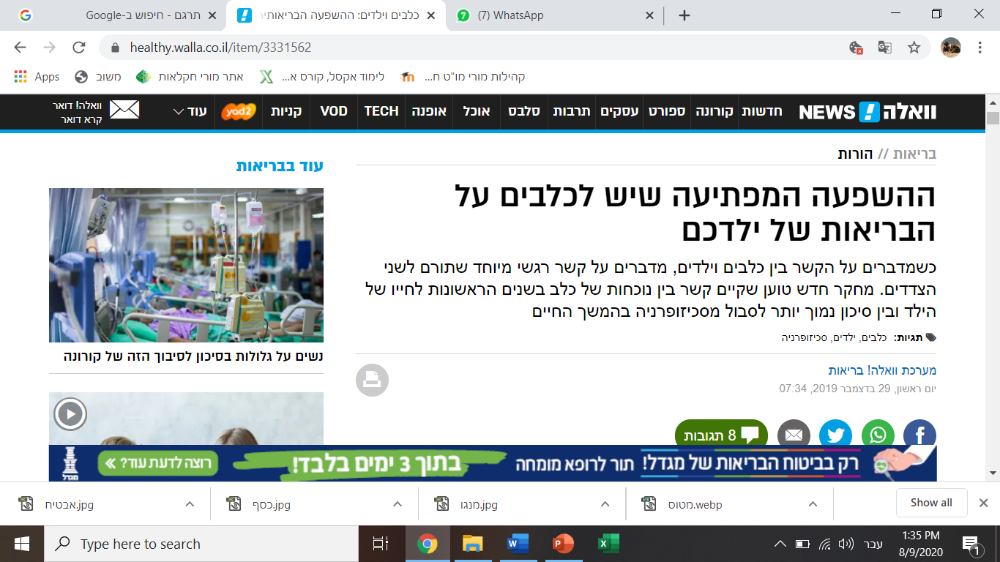 תרגם - חיפוש ב-Google
כלבים וילדים: ההשפעה הבריאותית
(7) WhatsApp
healthy.walla.co.il/item/3331562
Apps
משוב
אתר מורי חקלאות
לימוד אקסל, קורס א...
קהילות מורי מו"ט ח...
וואלה! NEWS
חדשות
קורונה
ספורט
עסקים
תרבות
סלבס
אוכל
אופנה
TECH
VOD
קניות
yad2
עוד
וואלה! דואר
קרא דואר
בריאות // הורות
ההשפעה המפתיעה שיש לכלבים על
הבריאות של ילדכם
כשמדברים על הקשר בין כלבים וילדים, מדברים על קשר רגשי מיוחד שתורם לשני
הצדדים. מחקר חדש טוען שקיים קשר בין נוכחות של כלב בשנים הראשונות לחייו של
הילד ובין סיכון נמוך יותר לסבול מסכיזופרניה בהמשך החיים
תגיות: כלבים, ילדים, סכיזופרניה
מערכת וואלה! בריאות
יום ראשון, 29 בדצמבר 2019, 07:34
8 תגובות
עוד בבריאות
נשים על גלולות בסיכון לסיבוך הזה של קורונה
רק בביטוח הבריאות של מגדל!
תור לרופא מומחה
בתוך 3 ימים בלבד!
רוצה לדעת עוד? »
מגדל
אבטיח.jpg
כסף.jpg
מנגו.jpg
מטוס.webp
Show all
Type here to search
עבר
1:35 PM
8/9/2020
1